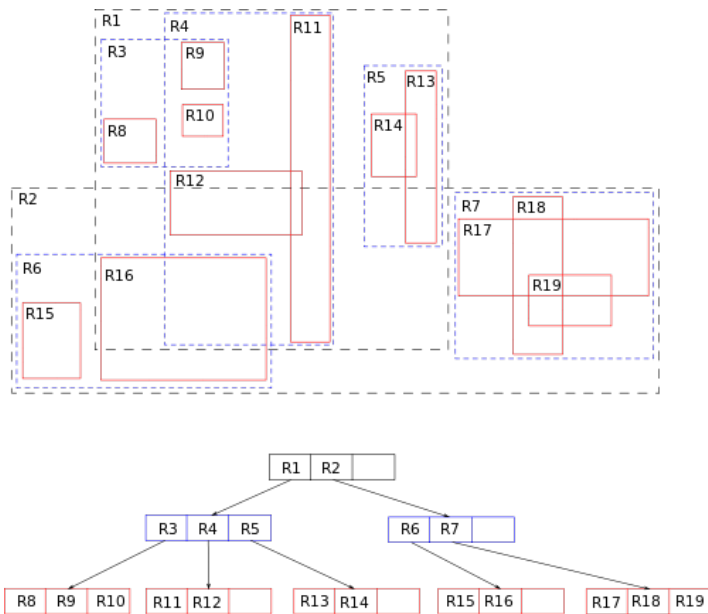 R1
R4
R11
R3
R9
R5
R13
R10
R14
R8
R12
R2
R7
R18
R17
R6
R16
R19
R15
R1 R2
R3 R4 R5
R6 R7
R8 R9 R10
R11 R12
R13 R14
R15 R16
R17 R18 R19